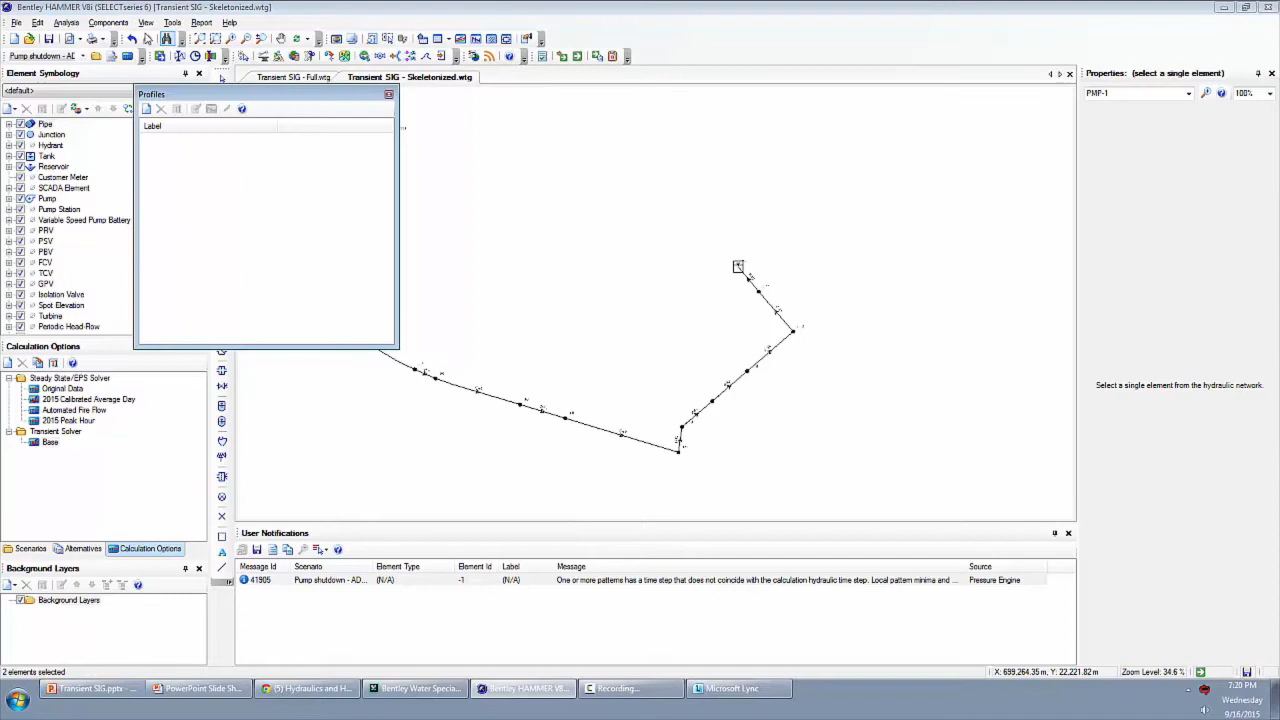 Bentley HAMMER V8i (SELECTseries 6) [Transient SIG - Skeletonized.wtg]
File Edit Analysis Components View Tools Report Help
Pump shutdown - AD
Element Symbology
<default>
Pipe
Junction
Hydrant
Tank
Reservoir
Customer Meter
SCADA Element
Pump
Pump Station
Variable Speed Pump Battery
PRV
PSV
PBV
FCV
TCV
GPV
Isolation Valve
Spot Elevation
Turbine
Periodic Head-Flow
Profiles
Label
Transient SIG - Full.wtg Transient SIG - Skeletonized.wtg
Properties: (select a single element)
PMP-1 100%
Select a single element from the hydraulic network.
Calculation Options
Steady State/EPS Solver
Original Data
2015 Calibrated Average Day
Automated Fire Flow
2015 Peak Hour
Transient Solver
Base
Scenarios Alternatives Calculation Options
Background Layers
Background Layers
User Notifications
Message Id Scenario Element Type Element Id Label Message Source
41905 Pump shutdown - AD... (N/A) -1 (N/A) One or more patterns has a time step that does not coincide with the calculation hydraulic time step. Local pattern minima and ... Pressure Engine
2 elements selected
X: 699,264.35 m, Y: 22,221.82 m Zoom Level: 34.6 %
Transient SIG.pptx - ... PowerPoint Slide Sh... (5) Hydraulics and H... Bentley Water Specia... Bentley HAMMER V8... Recording... Microsoft Lync
7:20 PM
Wednesday
9/16/2015